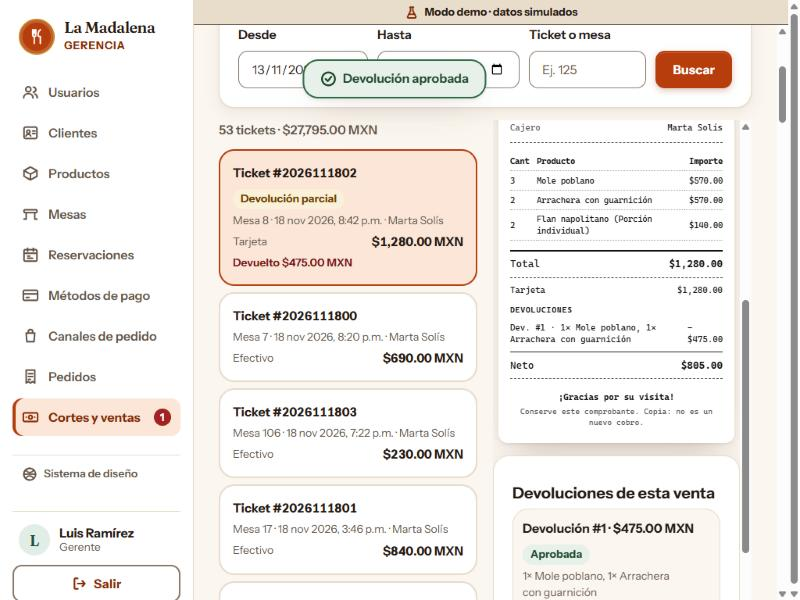 La Madalena
GERENCIA
Usuarios
Clientes
Productos
Mesas
Reservaciones
Métodos de pago
Canales de pedido
Pedidos
Cortes y ventas 1
Sistema de diseño
L
Luis Ramírez
Gerente
Salir
Modo demo · datos simulados
Desde
Hasta
Ticket o mesa
13/11/20
Ej. 125
Buscar
Devolución aprobada
53 tickets · $27,795.00 MXN
Ticket #2026111802
Devolución parcial
Mesa 8 · 18 nov 2026, 8:42 p.m. · Marta Solís
Tarjeta $1,280.00 MXN
Devuelto $475.00 MXN
Ticket #2026111800
Mesa 7 · 18 nov 2026, 8:20 p.m. · Marta Solís
Efectivo $690.00 MXN
Ticket #2026111803
Mesa 106 · 18 nov 2026, 7:22 p.m. · Marta Solís
Efectivo $230.00 MXN
Ticket #2026111801
Mesa 17 · 18 nov 2026, 3:46 p.m. · Marta Solís
Efectivo $840.00 MXN
Cajero Marta Solís
Cant Producto Importe
3 Mole poblano $570.00
2 Arrachera con guarnición $570.00
2 Flan napolitano (Porción individual) $140.00
Total $1,280.00
Tarjeta $1,280.00
DEVOLUCIONES
Dev. #1 · 1× Mole poblano, 1× −
Arrachera con guarnición $475.00
Neto $805.00
¡Gracias por su visita!
Conserve este comprobante. Copia: no es un
nuevo cobro.
Devoluciones de esta venta
Devolución #1 · $475.00 MXN
Aprobada
1× Mole poblano, 1× Arrachera
con guarnición